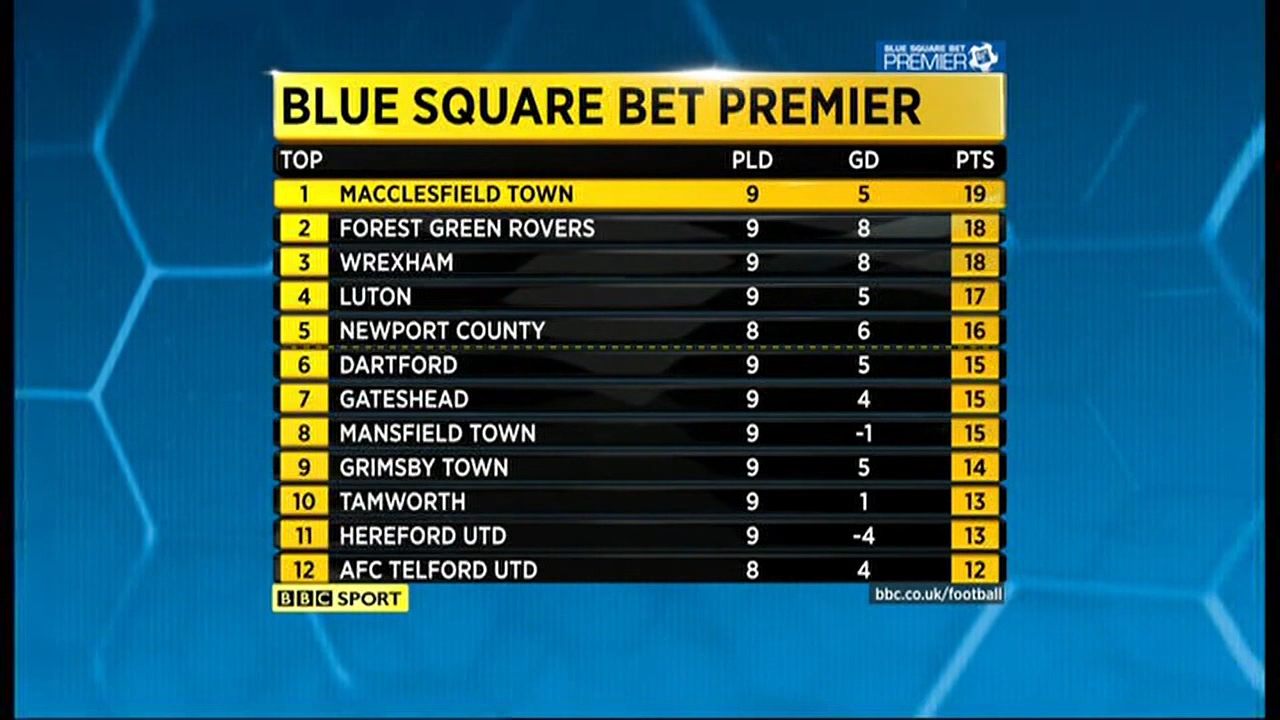 BLUE SQUARE BET
PREMIER
BLUE SQUARE BET PREMIER
TOP PLD GD PTS
1 MACCLESFIELD TOWN 9 5 19
2 FOREST GREEN ROVERS 9 8 18
3 WREXHAM 9 8 18
4 LUTON 9 5 17
5 NEWPORT COUNTY 8 6 16
6 DARTFORD 9 5 15
7 GATESHEAD 9 4 15
8 MANSFIELD TOWN 9 -1 15
9 GRIMSBY TOWN 9 5 14
10 TAMWORTH 9 1 13
11 HEREFORD UTD 9 -4 13
12 AFC TELFORD UTD 8 4 12
BBC SPORT bbc.co.uk/football